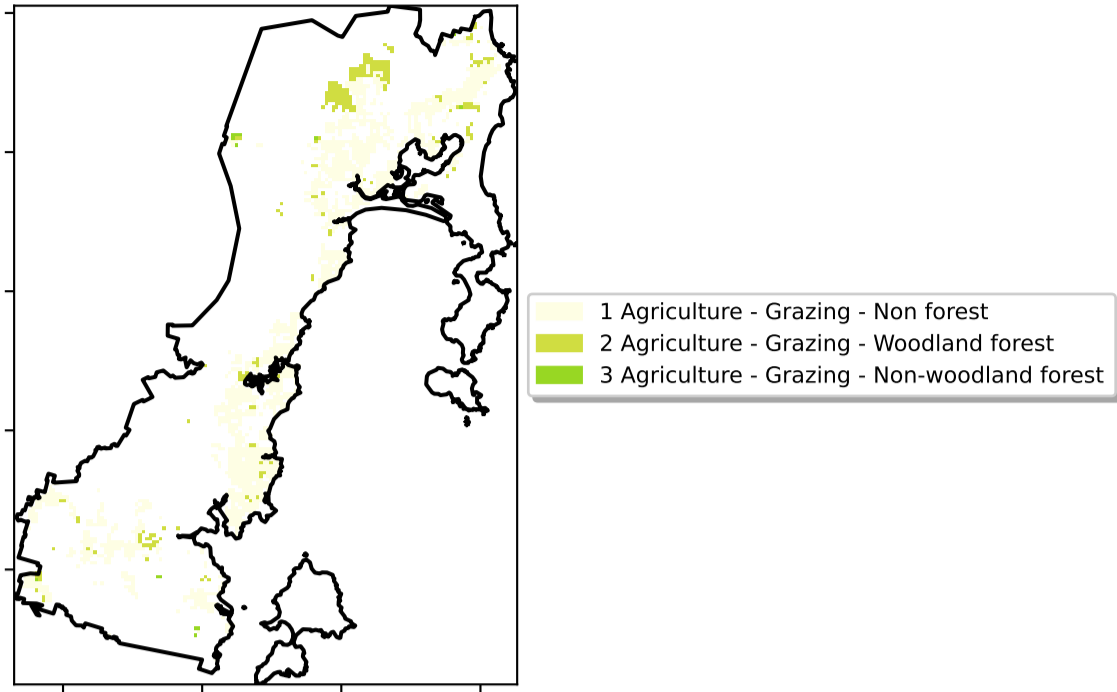 1 Agriculture - Grazing - Non forest
2 Agriculture - Grazing - Woodland forest
3 Agriculture - Grazing - Non-woodland forest